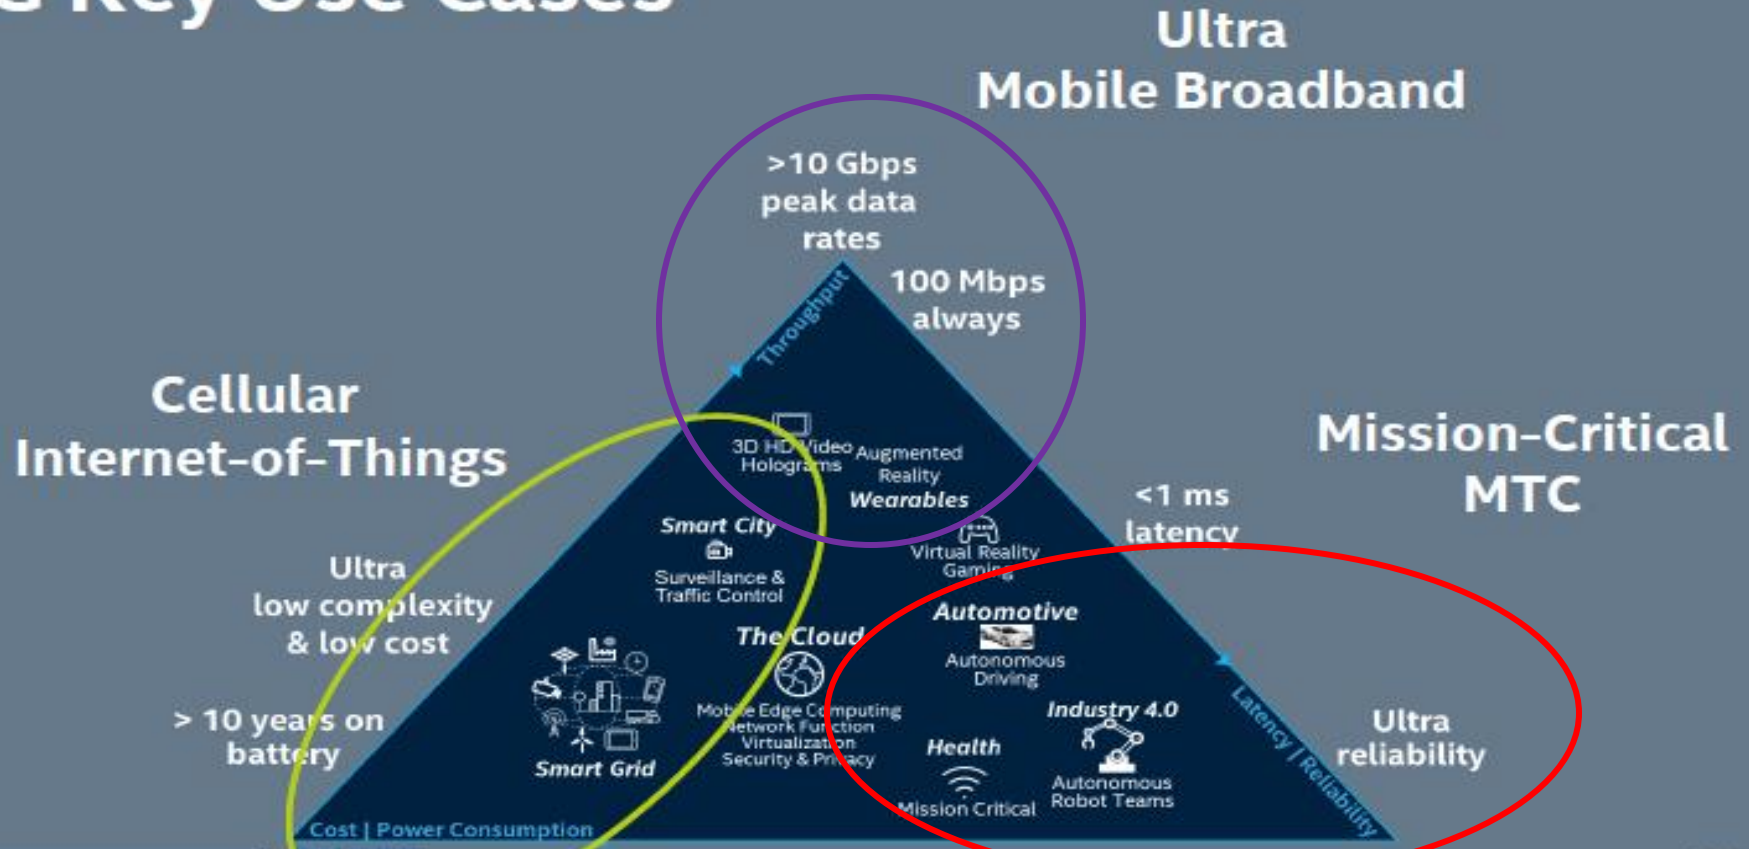 Key Use Cases
Ultra
Mobile Broadband
>10 Gbps
peak data
rates
100 Mbps
always
Throughput
Cellular
Internet-of-Things
Mission-Critical
MTC
3D HD Video
Holograms
Augmented
Reality
Wearables
<1 ms
latency
Smart City
Surveillance &
Traffic Control
Virtual Reality
Gaming
Ultra
low complexity
& low cost
Automotive
Autonomous
Driving
The Cloud
Mobile Edge Computing
Network Function
Virtualization
Security & Privacy
> 10 years on
battery
Smart Grid
Industry 4.0
Autonomous
Robot Teams
Health
Mission Critical
Ultra
reliability
Latency | Reliability
Cost | Power Consumption